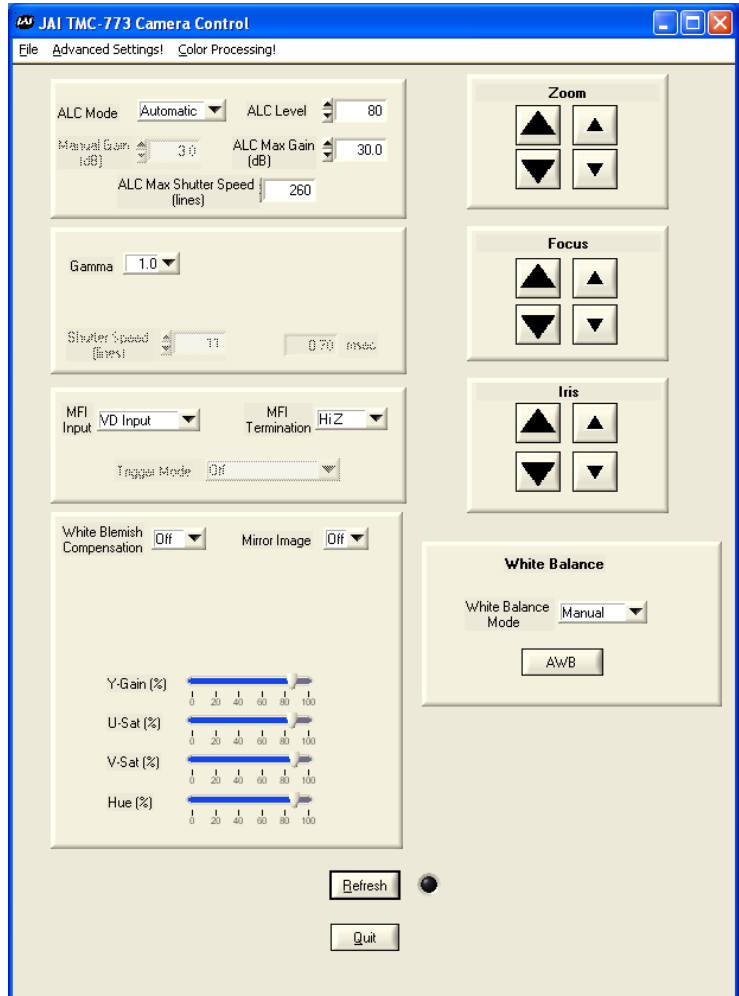 JAI JAI TMC-773 Camera Control
File Advanced Settings! Color Processing!
ALC Mode Automatic ALC Level 80
Manual Gain (dB) 3.0 ALC Max Gain (dB) 30.0
ALC Max Shutter Speed (lines) 260
Gamma 1.0
Shutter Speed (lines) 11 0.70 msec
MFI Input VD Input MFI Termination HiZ
Trigger Mode Off
White Blemish Compensation Off Mirror Image Off
Y-Gain (%)
0 20 40 60 80 100
U-Sat (%)
0 20 40 60 80 100
V-Sat (%)
0 20 40 60 80 100
Hue (%)
0 20 40 60 80 100
Zoom
Focus
Iris
White Balance
White Balance Mode Manual
AWB
Refresh
Quit